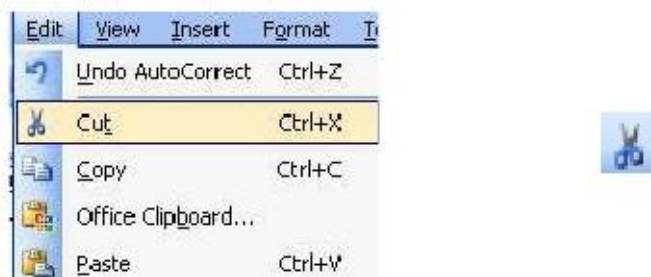 Edit View Insert Format T
Undo AutoCorrect Ctrl+Z
Cut Ctrl+X
Copy Ctrl+C
Office Clipboard...
Paste Ctrl+V